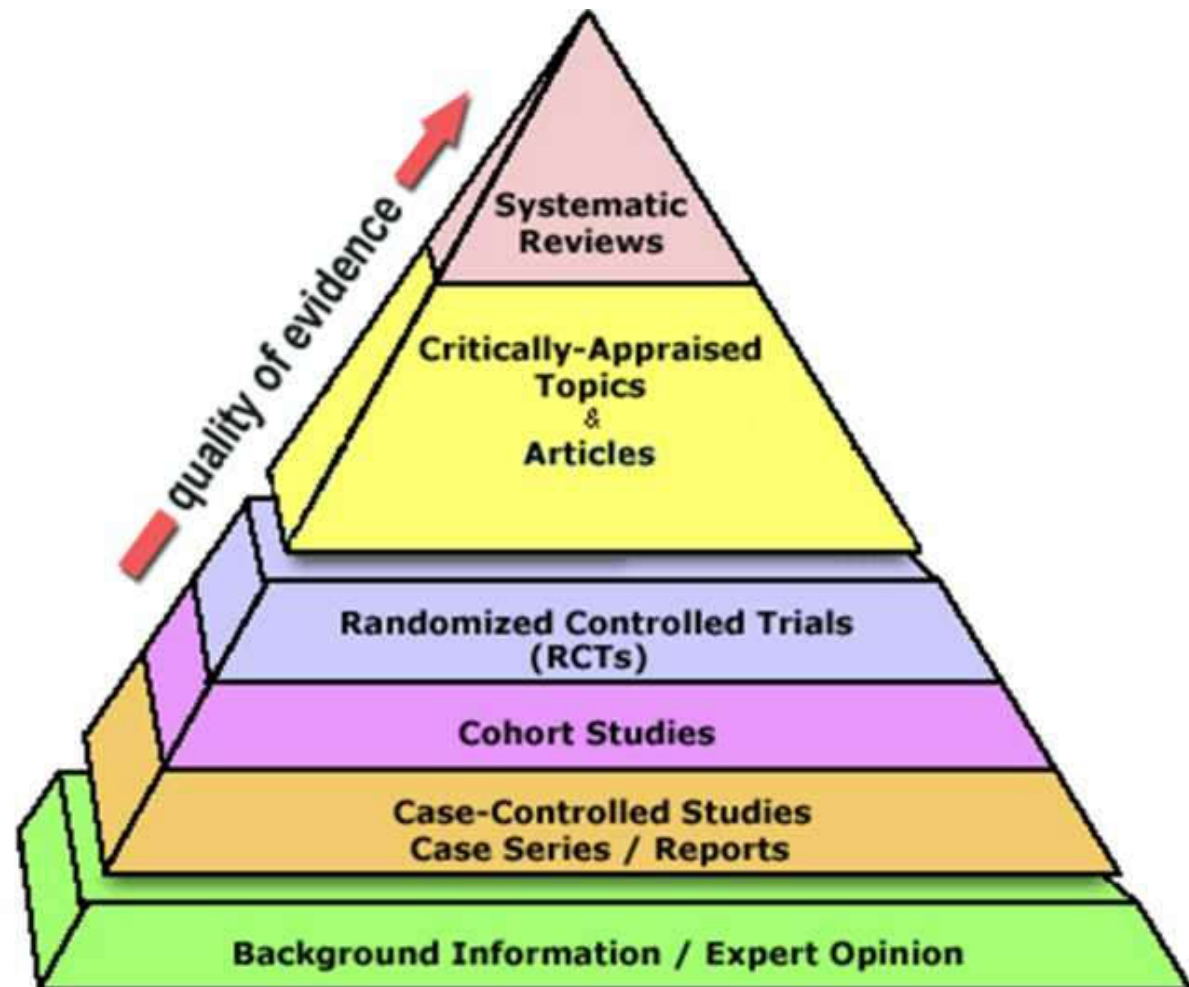 quality of evidence
Systematic
Reviews
Critically-Appraised
Topics
&
Articles
Randomized Controlled Trials
(RCTs)
Cohort Studies
Case-Controlled Studies
Case Series / Reports
Background Information / Expert Opinion